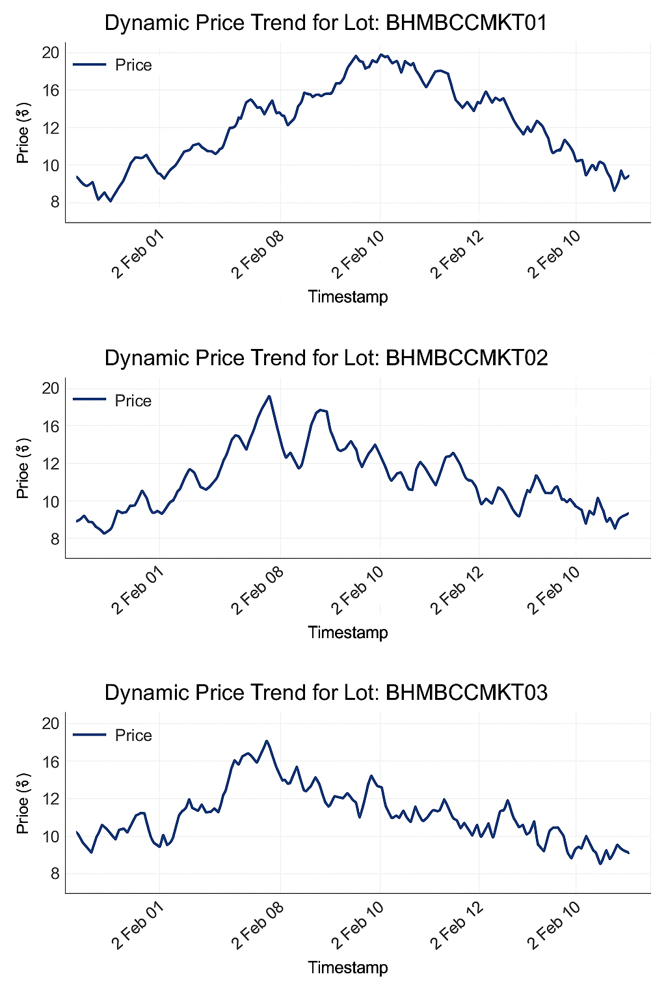 Dynamic Price Trend for Lot: BHMBCCMKT01
Price
20
16
12
10
8
Prioe
2 Feb 01
2 Feb 08
2 Feb 10
2 Feb 12
2 Feb 10
Timestamp
Dynamic Price Trend for Lot: BHMBCCMKT02
Price
20
16
12
10
8
Prioe
2 Feb 01
2 Feb 08
2 Feb 10
2 Feb 12
2 Feb 10
Timestamp
Dynamic Price Trend for Lot: BHMBCCMKT03
Price
20
16
12
10
8
Prioe
2 Feb 01
2 Feb 08
2 Feb 10
2 Feb 12
2 Feb 10
Timestamp